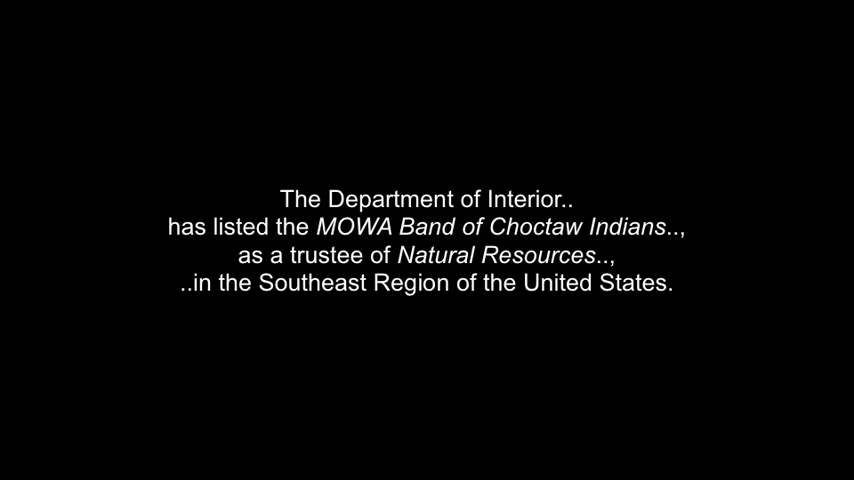 The Department of Interior..
has listed the MOWA Band of Choctaw Indians..,
as a trustee of Natural Resources..,
..in the Southeast Region of the United States.